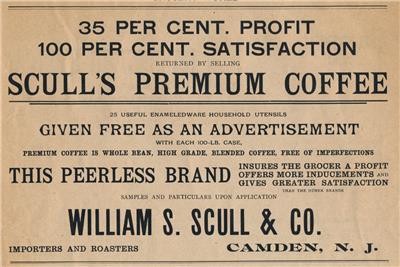 35 PER CENT. PROFIT
100 PER CENT. SATISFACTION
RETURNED BY SELLING
SCULL'S PREMIUM COFFEE
25 USEFUL ENAMELEDWARE HOUSEHOLD UTENSILS
GIVEN FREE AS AN ADVERTISEMENT
WITH EACH 100-LB. CASE,
PREMIUM COFFEE IS WHOLE BEAN, HIGH GRADE, BLENDED COFFEE, FREE OF IMPERFECTIONS
THIS PEERLESS BRAND
INSURES THE GROCER A PROFIT
OFFERS MORE INDUCEMENTS AND
GIVES GREATER SATISFACTION
THAN THE OTHER BRANDS
SAMPLES AND PARTICULARS UPON APPLICATION
WILLIAM S. SCULL & CO.
IMPORTERS AND ROASTERS
CAMDEN, N. J.